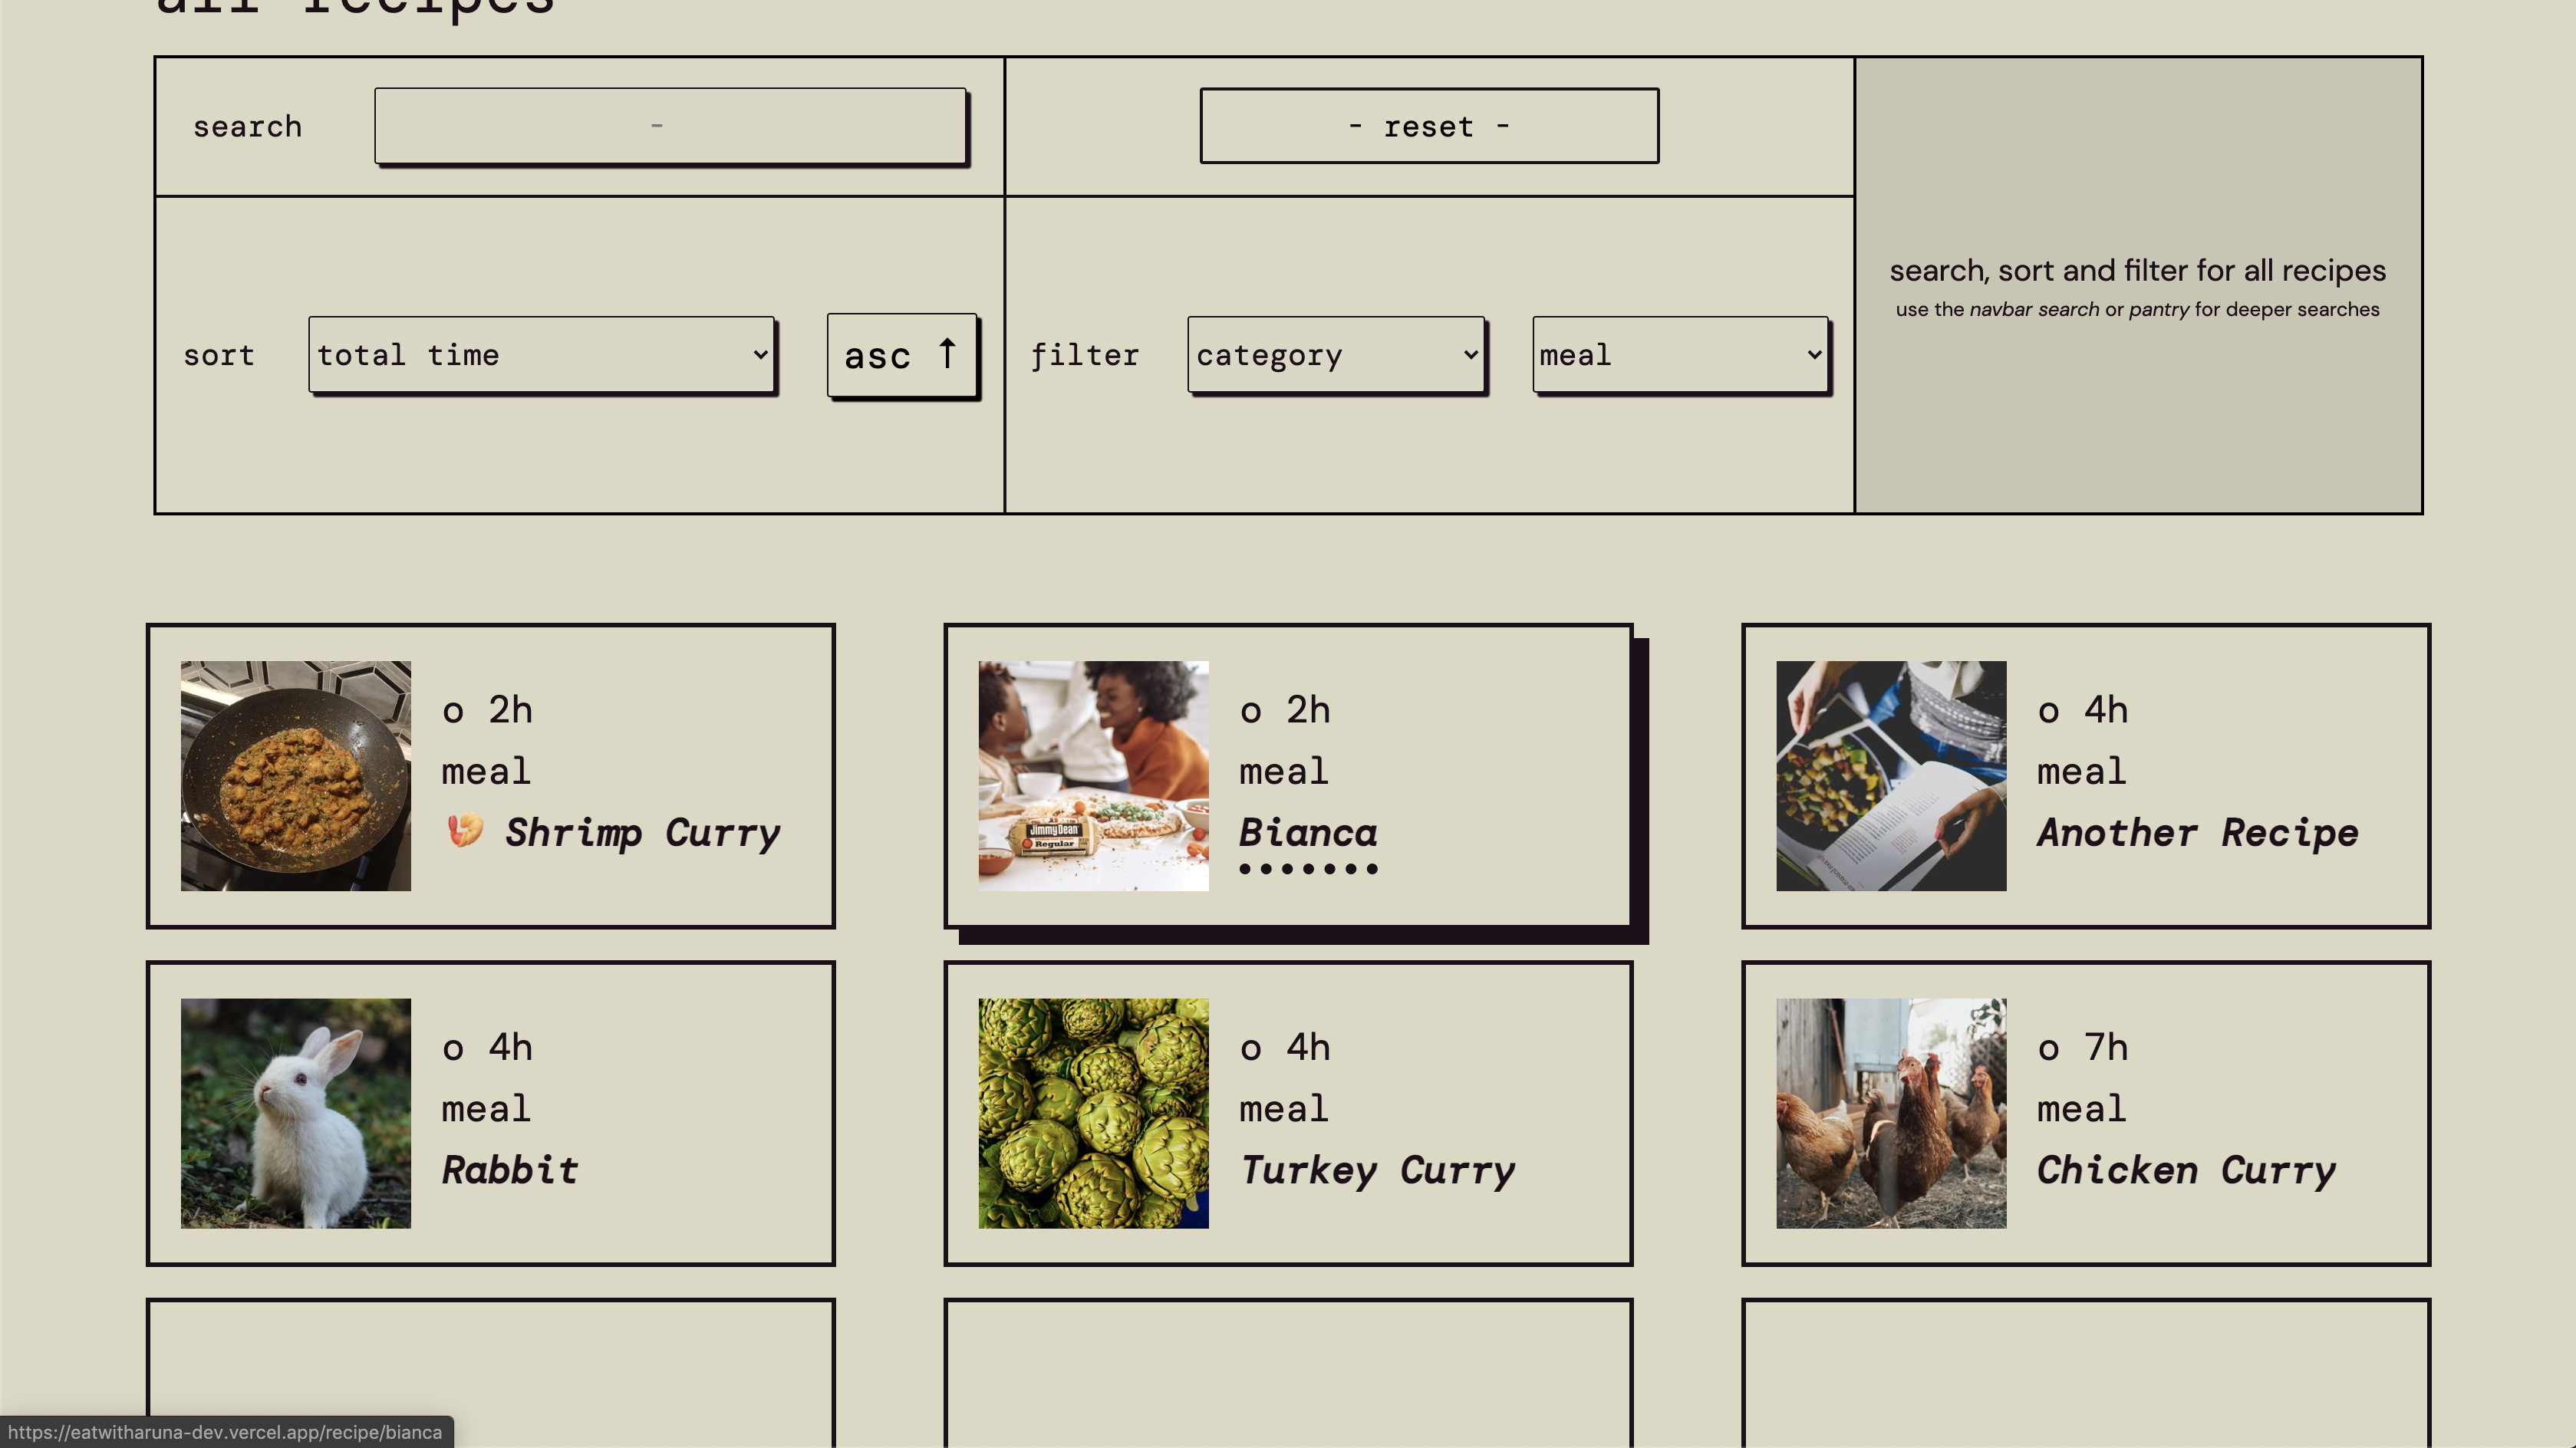 all recipes
search
-
- reset -
search, sort and filter for all recipes
use the navbar search or pantry for deeper searches
sort
total time
asc ↑
filter
category
meal
o 2h
meal
🍤 Shrimp Curry
JimmyDean
Regular
o 2h
meal
Bianca
o 4h
meal
Another Recipe
o 4h
meal
Rabbit
o 4h
meal
Turkey Curry
o 7h
meal
Chicken Curry
https://eatwitharuna-dev.vercel.app/recipe/bianca